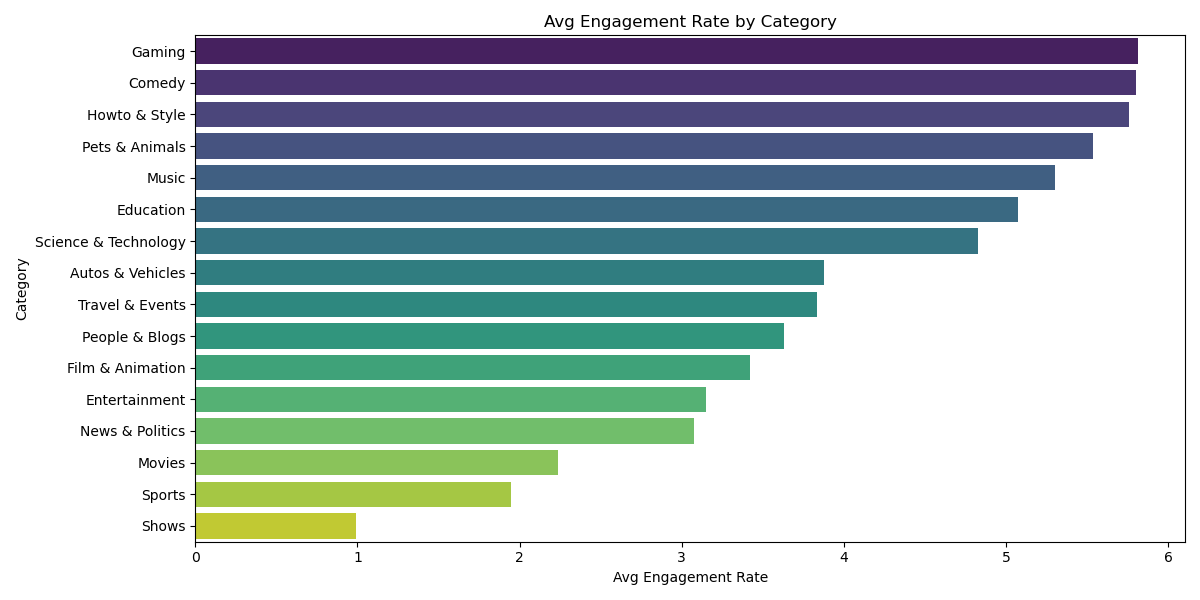 Avg Engagement Rate by Category
Gaming
Comedy
Howto & Style
Pets & Animals
Music
Education
Science & Technology
Autos & Vehicles
Travel & Events
People & Blogs
Film & Animation
Entertainment
News & Politics
Movies
Sports
Shows
Category
0 1 2 3 4 5 6
Avg Engagement Rate